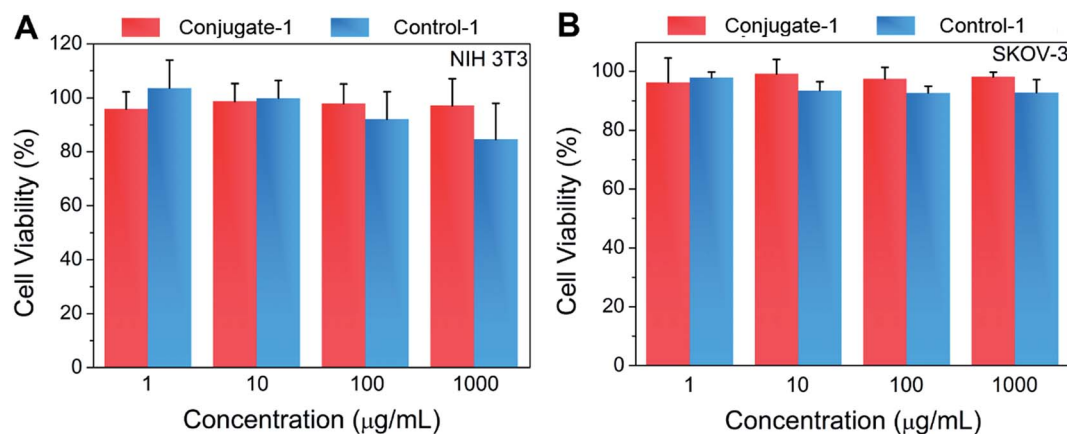 A
Conjugate-1 Control-1
NIH 3T3
120
100
80
60
40
20
0
Cell Viability (%)
1 10 100 1000
Concentration (μg/mL)
B
Conjugate-1 Control-1
SKOV-3
100
80
60
40
20
0
Cell Viability (%)
1 10 100 1000
Concentration (μg/mL)